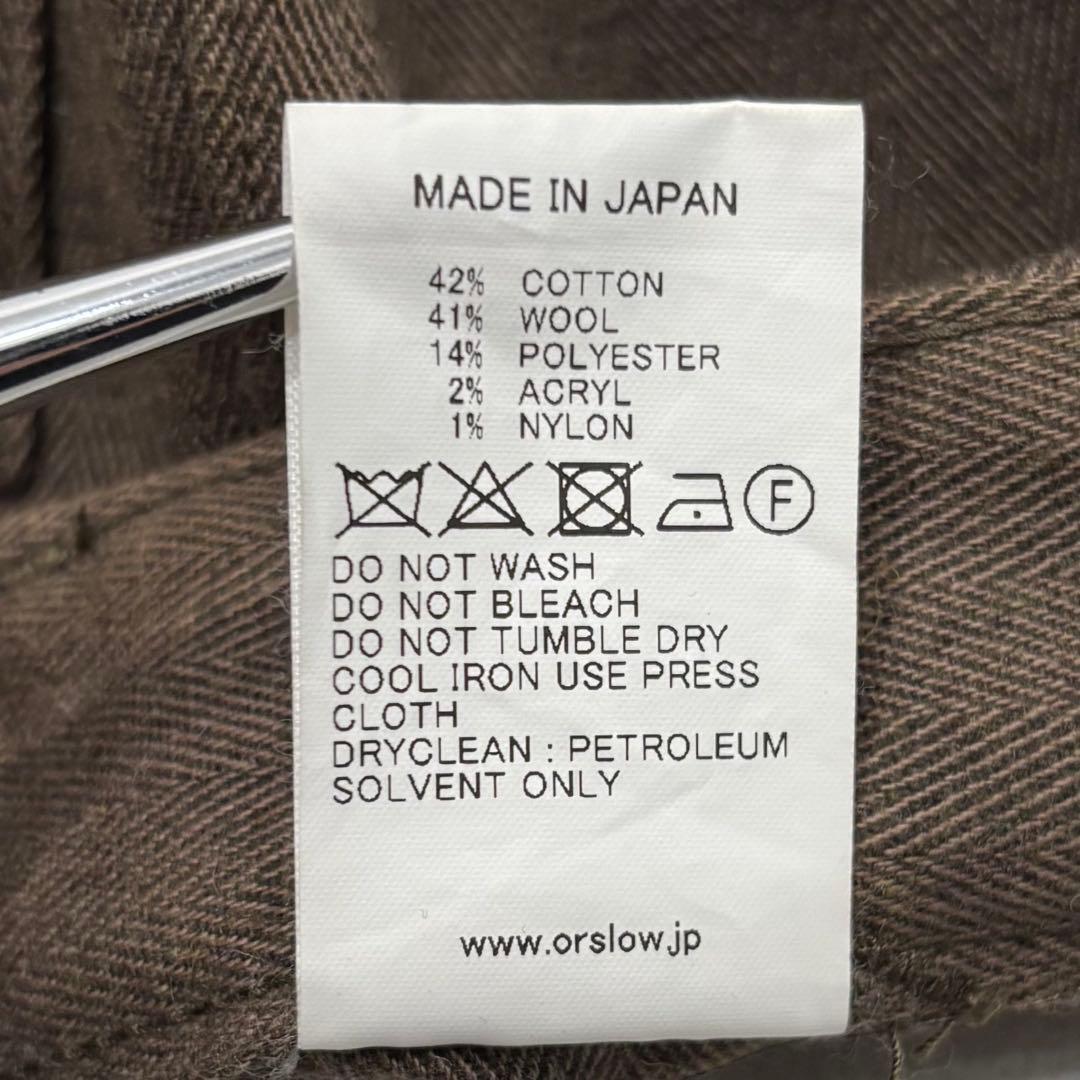 MADE IN JAPAN
42% COTTON
41% WOOL
14% POLYESTER
2% ACRYL
1% NYLON
F
DO NOT WASH
DO NOT BLEACH
DO NOT TUMBLE DRY
COOL IRON USE PRESS
CLOTH
DRYCLEAN : PETROLEUM
SOLVENT ONLY
www.orslow.jp